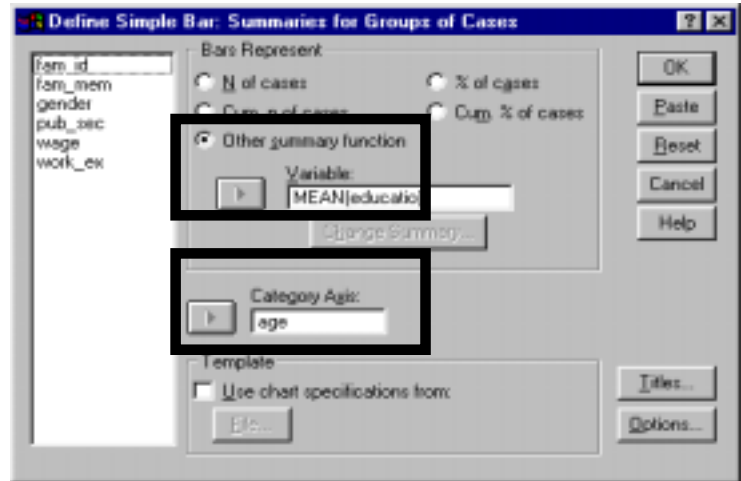 Define Simple Bar: Summaries for Groups of Cases
fam_id
fam_mem
gender
pub_sec
wage
work_ex
Bars Represent
N of cases
% of cases
Cum. n of cases
Cum. % of cases
Other summary function
Variable:
MEAN(educatio
Change Summary...
Category Axis:
age
Template
Use chart specifications from:
File...
OK
Paste
Reset
Cancel
Help
Titles...
Options...